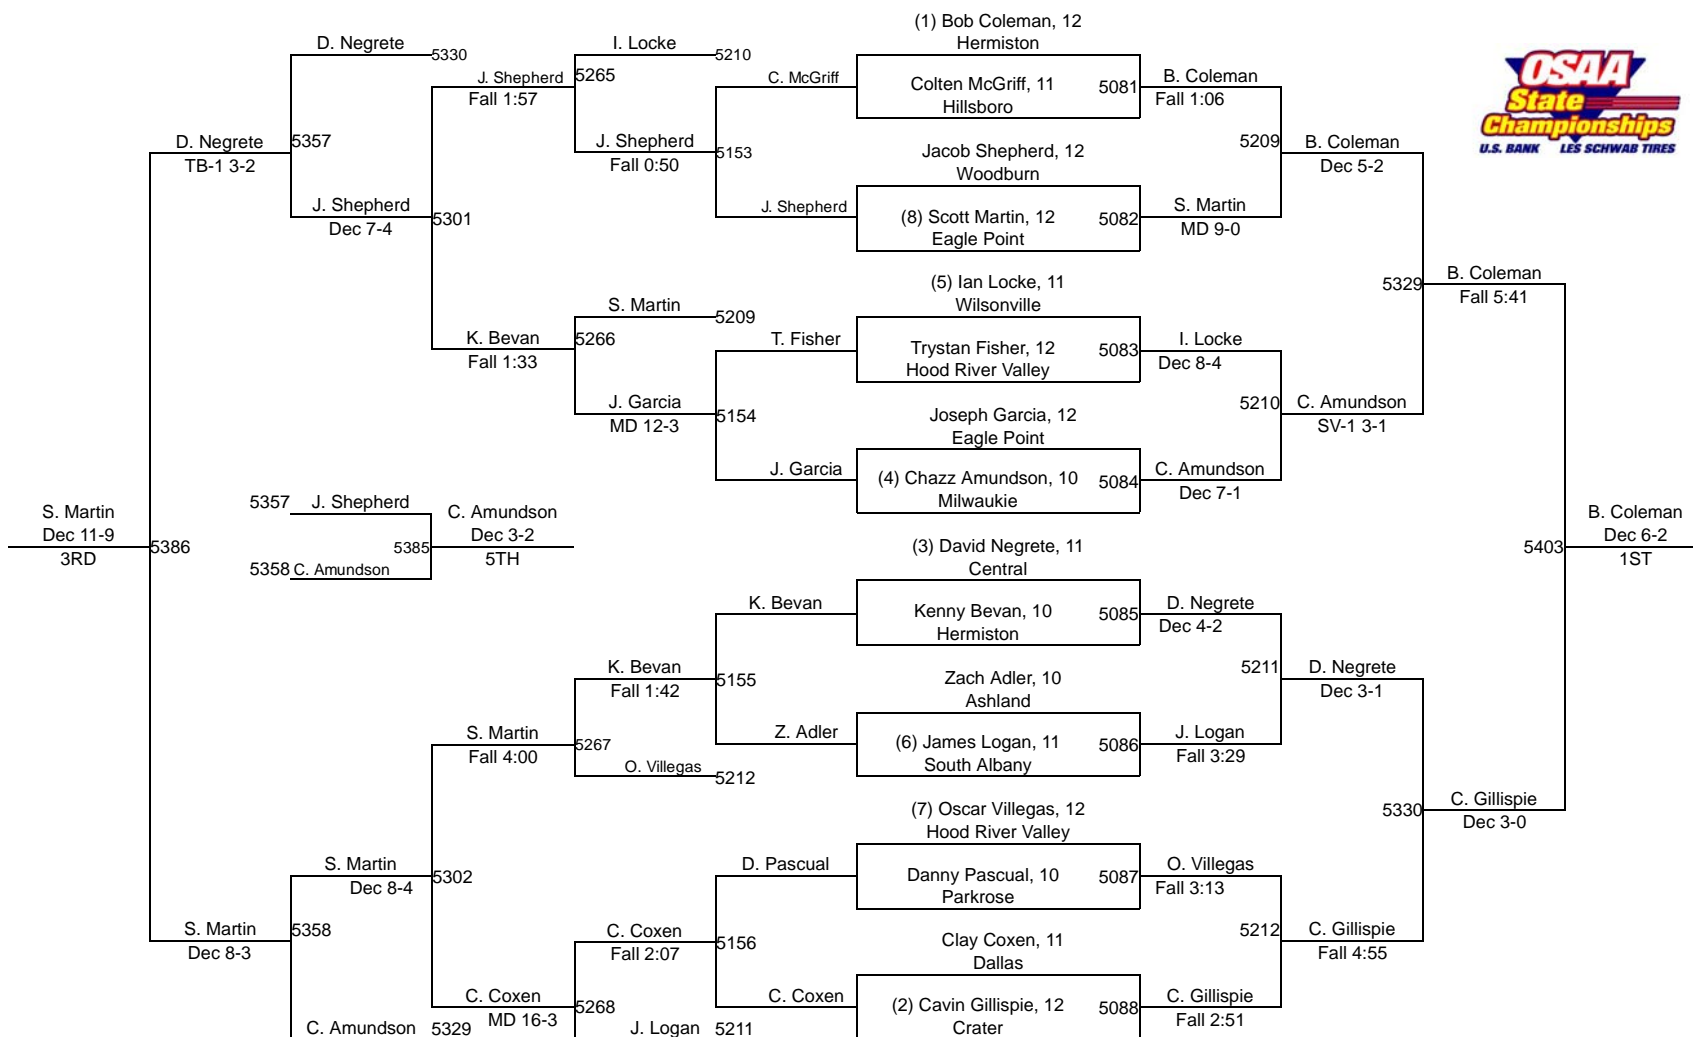 (1) Bob Coleman, 12
Hermiston
D. Negrete
5330
I. Locke
5210
J. Shepherd
5265
Fall 1:57
C. McGriff
Colten McGriff, 11
Hillsboro
5081
B. Coleman
Fall 1:06
OSAA
State
Championships
U.S. BANK LES SCHWAB TIRES
D. Negrete
TB-1 3-2
5357
J. Shepherd
Fall 0:50
5153
Jacob Shepherd, 12
Woodburn
5209
B. Coleman
Dec 5-2
J. Shepherd
Dec 7-4
5301
J. Shepherd
(8) Scott Martin, 12
Eagle Point
5082
S. Martin
MD 9-0
(5) Ian Locke, 11
Wilsonville
5329
B. Coleman
Fall 5:41
S. Martin
5209
K. Bevan
5266
Fall 1:33
T. Fisher
Trystan Fisher, 12
Hood River Valley
5083
I. Locke
Dec 8-4
J. Garcia
MD 12-3
5154
Joseph Garcia, 12
Eagle Point
5210
C. Amundson
SV-1 3-1
J. Garcia
(4) Chazz Amundson, 10
Milwaukie
5084
C. Amundson
Dec 7-1
S. Martin
Dec 11-9
3RD
5386
5357
J. Shepherd
5358
C. Amundson
5385
C. Amundson
Dec 3-2
5TH
(3) David Negrete, 11
Central
5403
B. Coleman
Dec 6-2
1ST
K. Bevan
Kenny Bevan, 10
Hermiston
5085
D. Negrete
Dec 4-2
K. Bevan
Fall 1:42
5155
Zach Adler, 10
Ashland
5211
D. Negrete
Dec 3-1
S. Martin
Fall 4:00
5267
Z. Adler
(6) James Logan, 11
South Albany
5086
J. Logan
Fall 3:29
O. Villegas
5212
(7) Oscar Villegas, 12
Hood River Valley
5330
C. Gillispie
Dec 3-0
S. Martin
Dec 8-4
5302
D. Pascual
Danny Pascual, 10
Parkrose
5087
O. Villegas
Fall 3:13
S. Martin
Dec 8-3
5358
C. Coxen
Fall 2:07
5156
Clay Coxen, 11
Dallas
5212
C. Gillispie
Fall 4:55
C. Coxen
MD 16-3
5268
C. Coxen
(2) Cavin Gillispie, 12
Crater
5088
C. Gillispie
Fall 2:51
C. Amundson
5329
J. Logan
5211